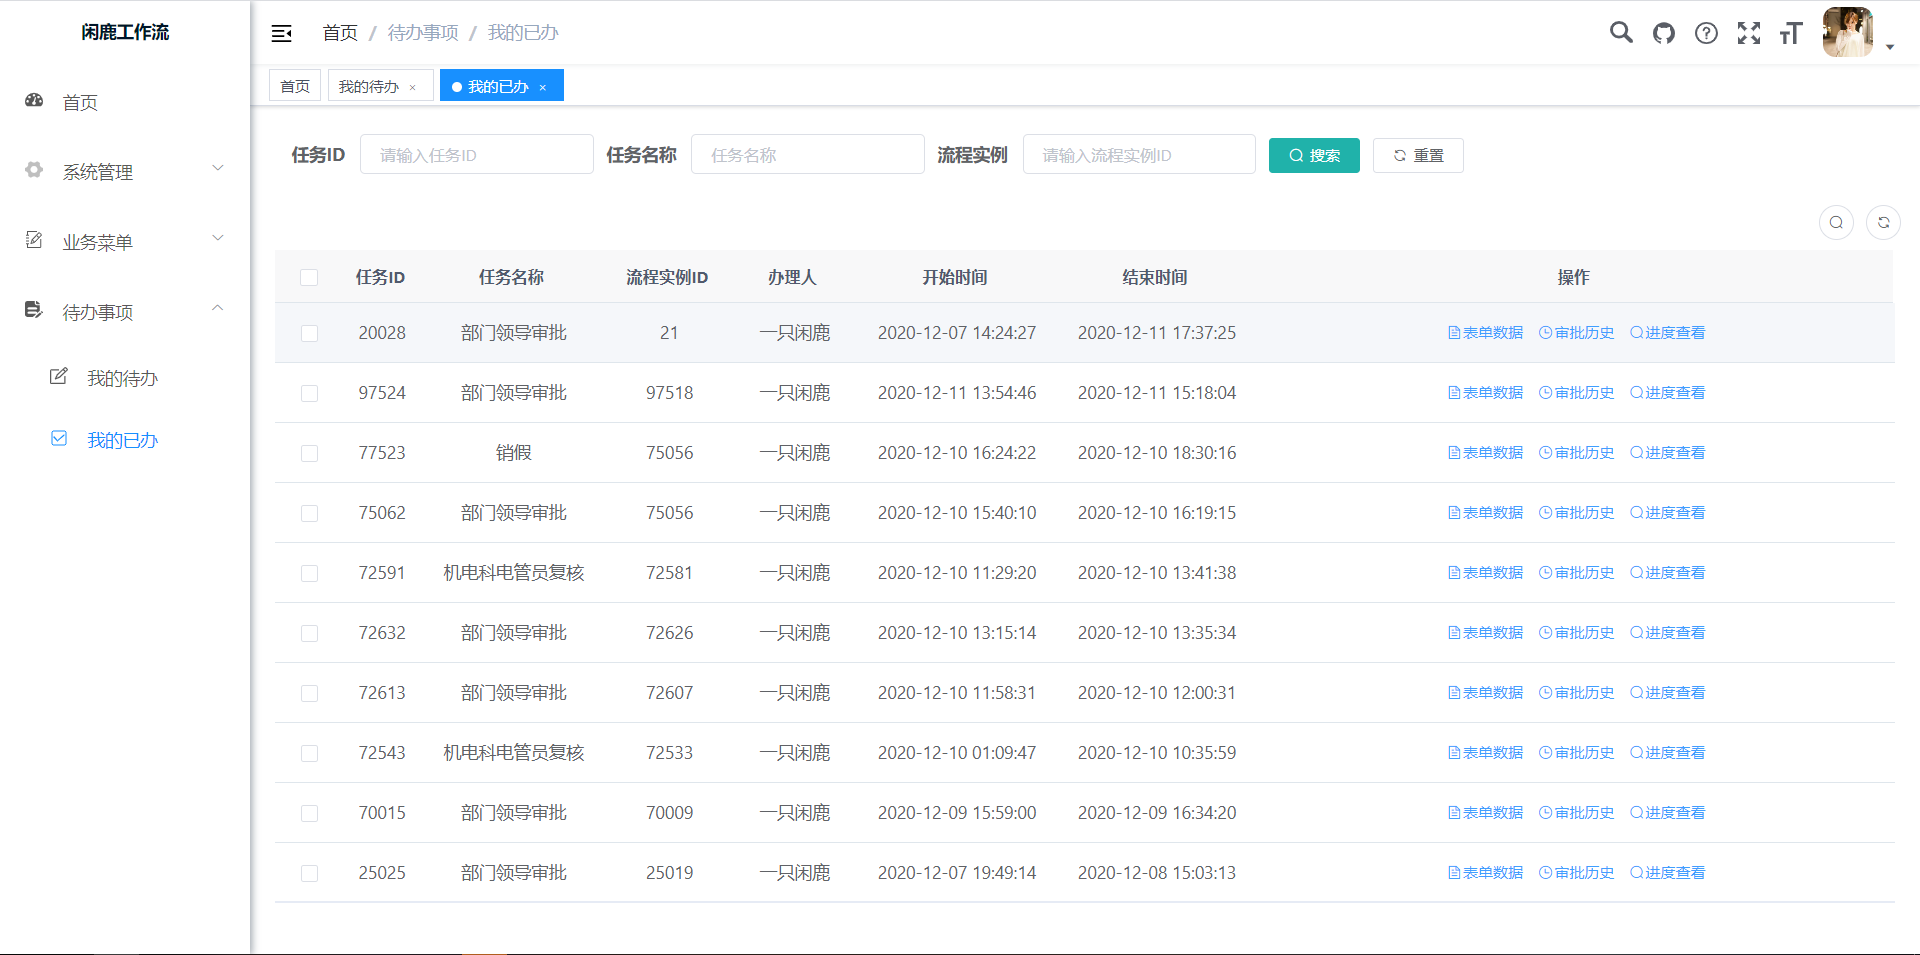 闲鹿工作流
首页
系统管理
业务菜单
待办事项
我的待办
我的已办
首页 / 待办事项 / 我的已办
首页 我的待办 × 我的已办 ×
任务ID 请输入任务ID 任务名称 任务名称 流程实例 请输入流程实例ID 搜索 重置
任务ID 任务名称 流程实例ID 办理人 开始时间 结束时间 操作
20028 部门领导审批 21 一只闲鹿 2020-12-07 14:24:27 2020-12-11 17:37:25 表单数据 审批历史 进度查看
97524 部门领导审批 97518 一只闲鹿 2020-12-11 13:54:46 2020-12-11 15:18:04 表单数据 审批历史 进度查看
77523 销假 75056 一只闲鹿 2020-12-10 16:24:22 2020-12-10 18:30:16 表单数据 审批历史 进度查看
75062 部门领导审批 75056 一只闲鹿 2020-12-10 15:40:10 2020-12-10 16:19:15 表单数据 审批历史 进度查看
72591 机电科电管员复核 72581 一只闲鹿 2020-12-10 11:29:20 2020-12-10 13:41:38 表单数据 审批历史 进度查看
72632 部门领导审批 72626 一只闲鹿 2020-12-10 13:15:14 2020-12-10 13:35:34 表单数据 审批历史 进度查看
72613 部门领导审批 72607 一只闲鹿 2020-12-10 11:58:31 2020-12-10 12:00:31 表单数据 审批历史 进度查看
72543 机电科电管员复核 72533 一只闲鹿 2020-12-10 01:09:47 2020-12-10 10:35:59 表单数据 审批历史 进度查看
70015 部门领导审批 70009 一只闲鹿 2020-12-09 15:59:00 2020-12-09 16:34:20 表单数据 审批历史 进度查看
25025 部门领导审批 25019 一只闲鹿 2020-12-07 19:49:14 2020-12-08 15:03:13 表单数据 审批历史 进度查看